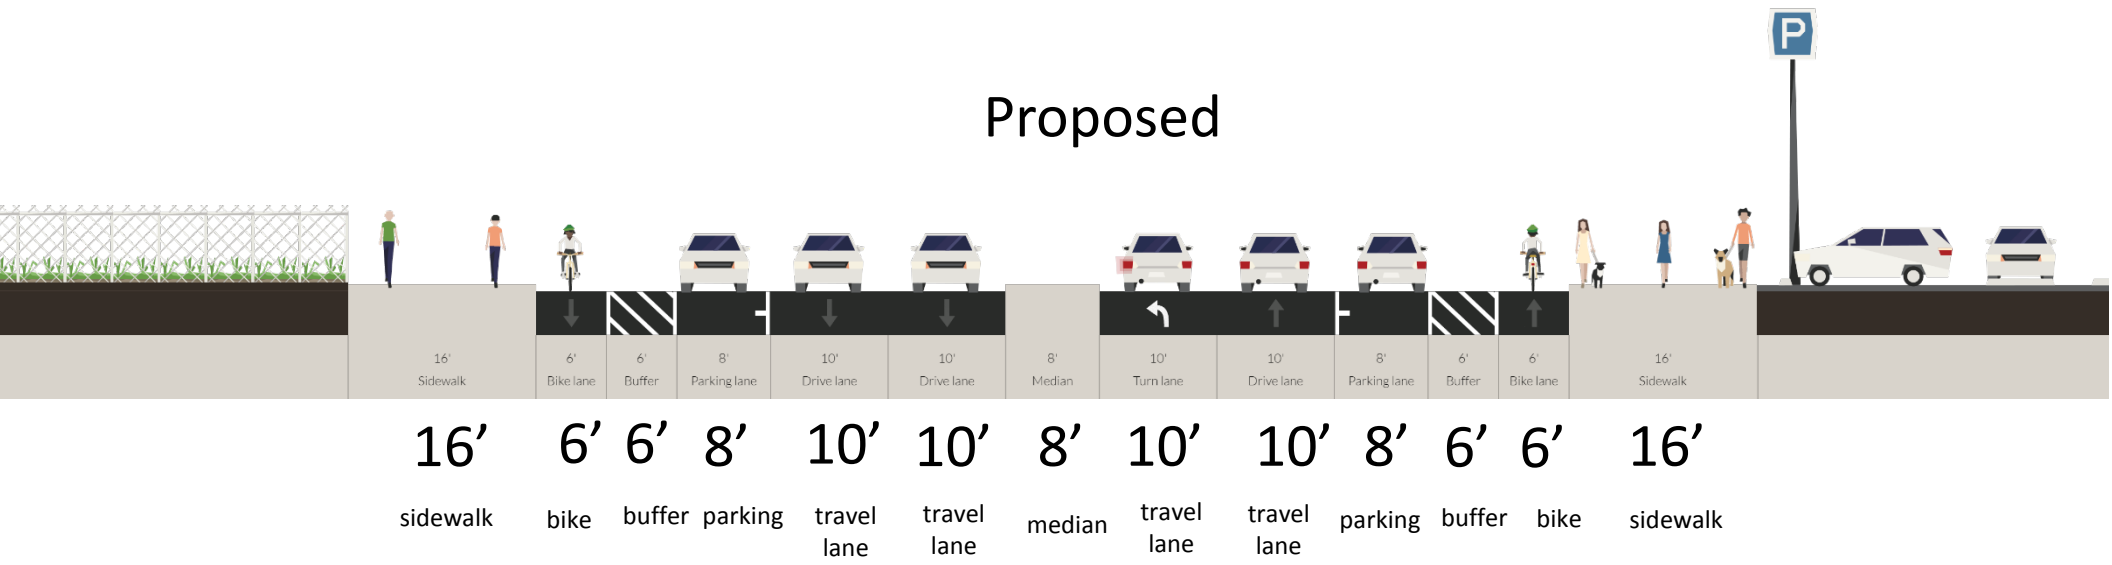 P
Proposed
16' 6' 6' 8' 10' 10' 8' 10' 10' 8' 6' 6' 16'
Sidewalk Bike lane Buffer Parking lane Drive lane Drive lane Median Turn lane Drive lane Parking lane Buffer Bike lane Sidewalk
16’ 6’ 6’ 8’ 10’ 10’ 8’ 10’ 10’ 8’ 6’ 6’ 16’
sidewalk bike buffer parking travel lane travel lane median travel lane travel lane parking buffer bike sidewalk